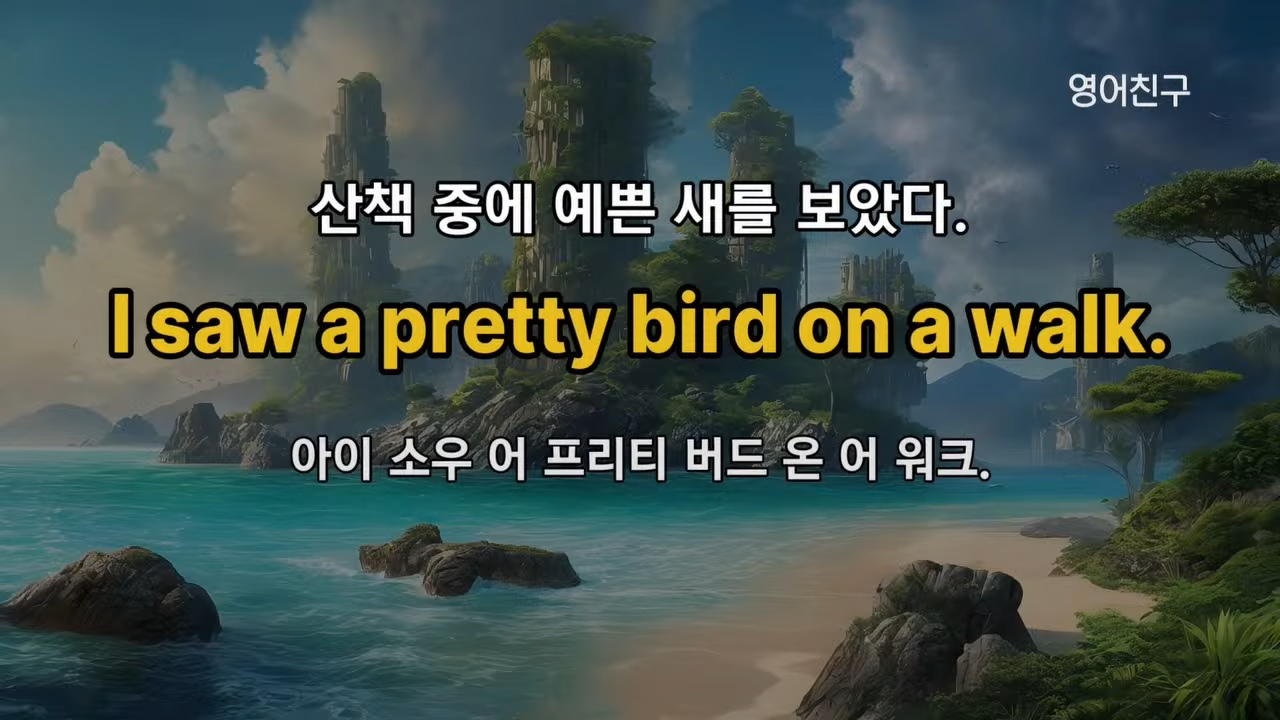 영어친구
산책 중에 예쁜 새를 보았다.
I saw a pretty bird on a walk.
아이 소우 어 프리티 버드 온 어 워크.